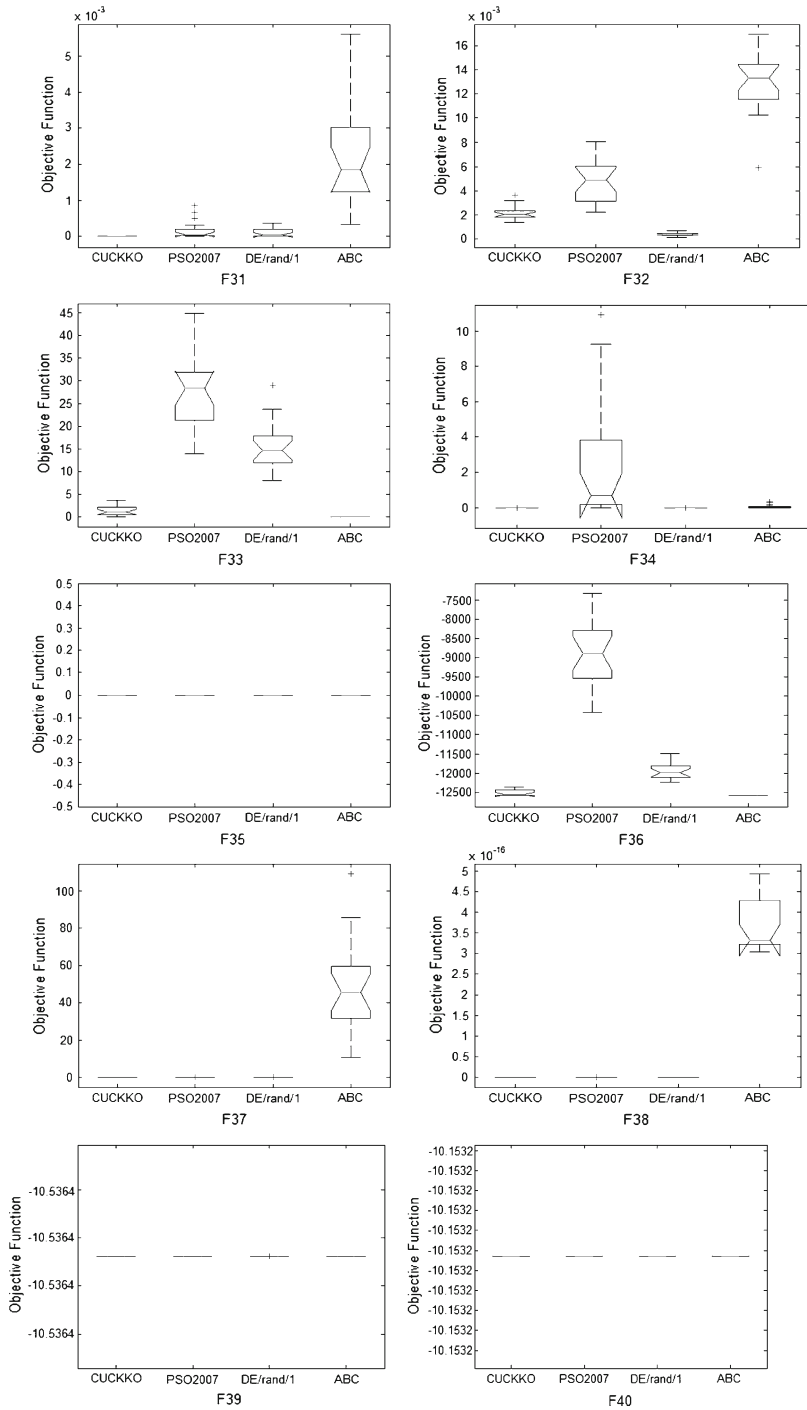 x 10^-3
Objective Function
5
4
3
2
1
0
CUCKKO PSO2007 DE/rand/1 ABC
F31
x 10^-3
Objective Function
16
14
12
10
8
6
4
2
0
CUCKKO PSO2007 DE/rand/1 ABC
F32
Objective Function
45
40
35
30
25
20
15
10
5
0
CUCKKO PSO2007 DE/rand/1 ABC
F33
Objective Function
10
8
6
4
2
0
CUCKKO PSO2007 DE/rand/1 ABC
F34
Objective Function
0.5
0.4
0.3
0.2
0.1
0
-0.1
-0.2
-0.3
-0.4
-0.5
CUCKKO PSO2007 DE/rand/1 ABC
F35
Objective Function
-7500
-8000
-8500
-9000
-9500
-10000
-10500
-11000
-11500
-12000
-12500
CUCKKO PSO2007 DE/rand/1 ABC
F36
Objective Function
100
80
60
40
20
0
CUCKKO PSO2007 DE/rand/1 ABC
F37
x 10^-16
Objective Function
5
4.5
4
3.5
3
2.5
2
1.5
1
0.5
0
CUCKKO PSO2007 DE/rand/1 ABC
F38
Objective Function
-10.5364
-10.5364
-10.5364
-10.5364
CUCKKO PSO2007 DE/rand/1 ABC
F39
Objective Function
-10.1532
-10.1532
-10.1532
-10.1532
-10.1532
-10.1532
-10.1532
-10.1532
-10.1532
-10.1532
-10.1532
CUCKKO PSO2007 DE/rand/1 ABC
F40